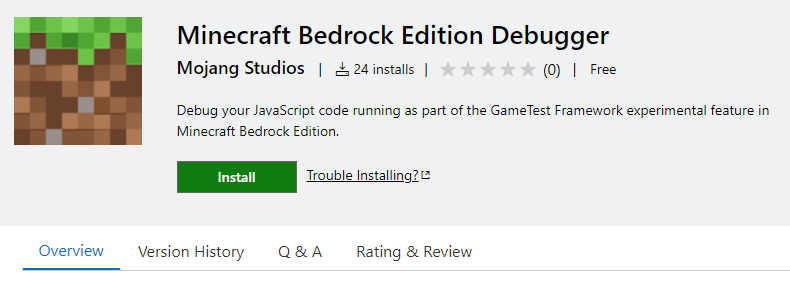 Minecraft Bedrock Edition Debugger
Mojang Studios | 24 installs | (0) | Free
Debug your JavaScript code running as part of the GameTest Framework experimental feature in
Minecraft Bedrock Edition.
Install Trouble Installing?
Overview Version History Q & A Rating & Review